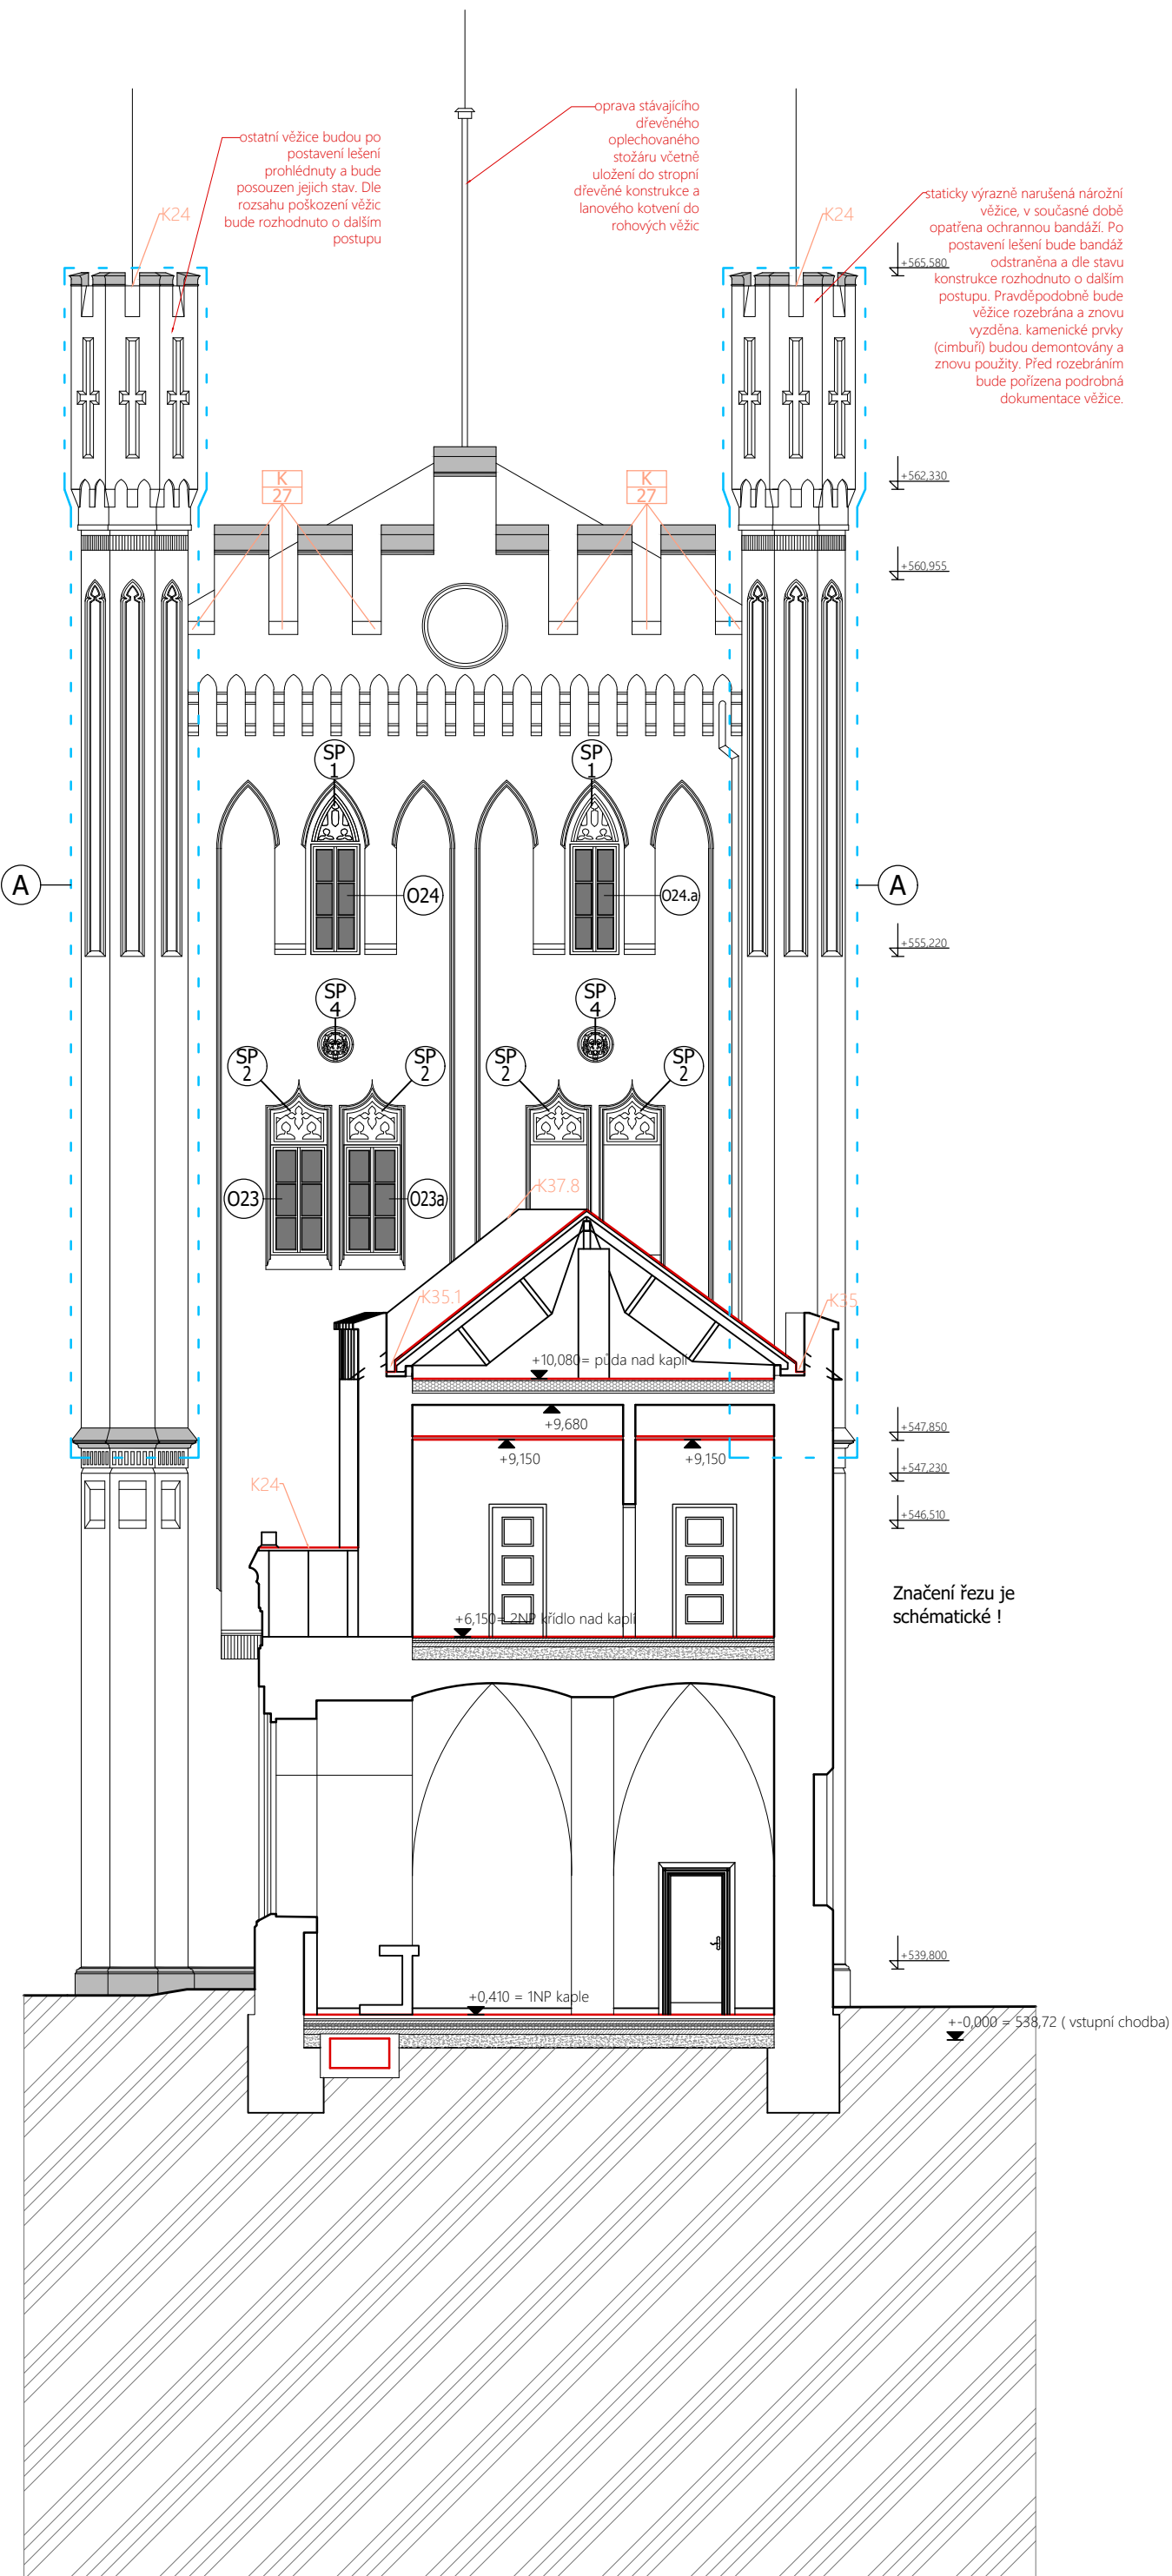 oprava stávajícího
dřevěného
oplechovaného
stožáru včetně
uložení do stropní
dřevěné konstrukce a
lanového kotvení do
rohových věžic
ostatní věžice budou po
postavení lešení
prohlédnuty a bude
posouzen jejich stav. Dle
rozsahu poškození věžic
bude rozhodnuto o dalším
postupu
staticky výrazně narušená nárožní
věžice, v současné době
opatřena ochrannou bandáží. Po
postavení lešení bude bandáž
odstraněna a dle stavu
konstrukce rozhodnuto o dalším
postupu. Pravděpodobně bude
věžice rozebrána a znovu
vyzděna. kamenické prvky
(cimbuří) budou demontovány a
znovu použity. Před rozebráním
bude pořízena podrobná
dokumentace věžice.
K24
K24
+565,580
K
27
K
27
+562,330
+560,955
SP
1
SP
1
A
O24
O24.a
A
+555,220
SP
4
SP
4
SP
2
SP
2
SP
2
SP
2
O23
O23a
K37.8
K35.1
K35
+10,080= půda nad kaplí
+9,680
+9,150
+9,150
+547,850
+547,230
K24
+546,510
Značení řezu je
schématické !
+6,150= 2NP křídlo nad kaplí
+539,800
+0,410 = 1NP kaple
+-0,000 = 538,72 ( vstupní chodba)